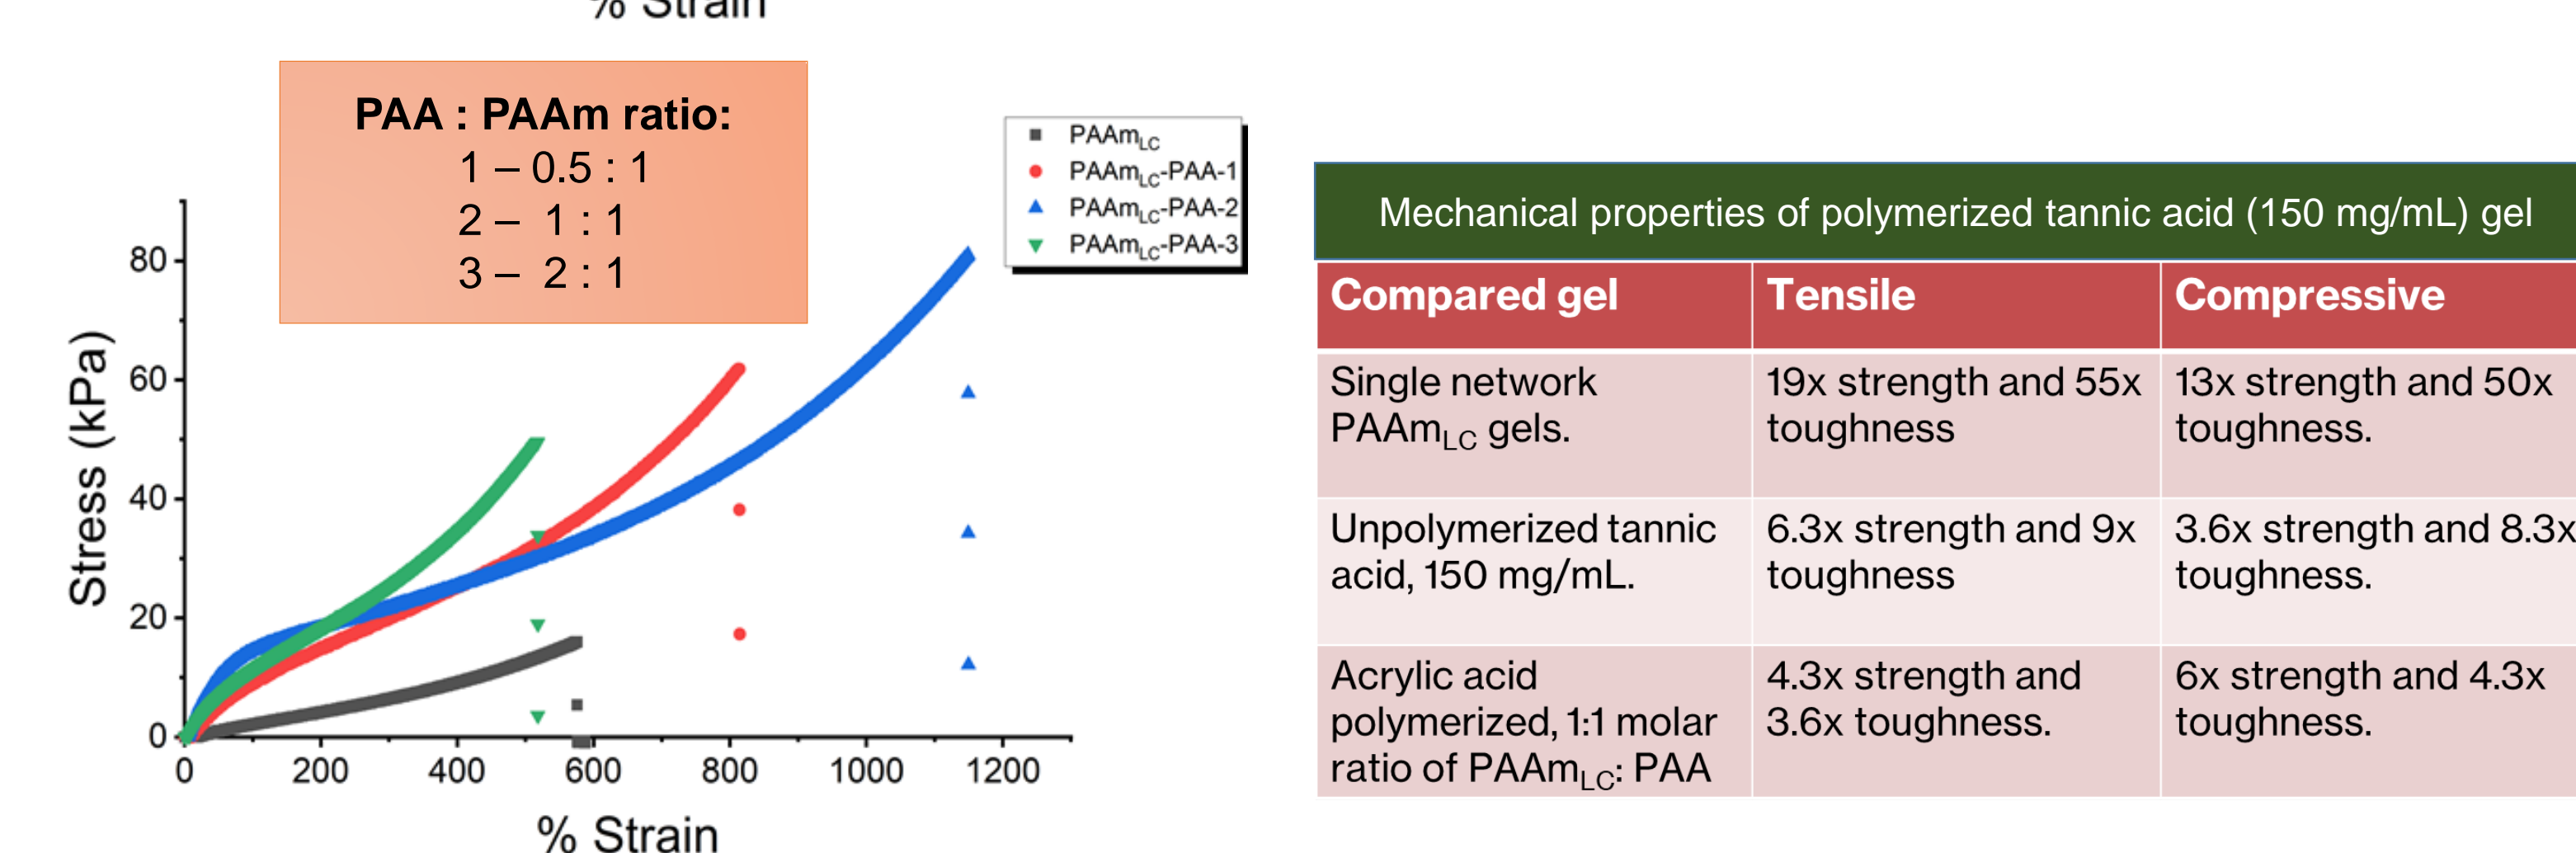 % Strain
PAA : PAAm ratio:
1 – 0.5 : 1
2 – 1 : 1
3 – 2 : 1
PAAmLC
PAAmLC-PAA-1
PAAmLC-PAA-2
PAAmLC-PAA-3
Stress (kPa)
80
60
40
20
0
0 200 400 600 800 1000 1200
% Strain
Mechanical properties of polymerized tannic acid (150 mg/mL) gel
Compared gel Tensile Compressive
Single network 19x strength and 55x 13x strength and 50x
PAAmLC gels. toughness toughness.
Unpolymerized tannic 6.3x strength and 9x 3.6x strength and 8.3x
acid, 150 mg/mL. toughness toughness.
Acrylic acid 4.3x strength and 6x strength and 4.3x
polymerized, 1:1 molar 3.6x toughness. toughness.
ratio of PAAmLC: PAA